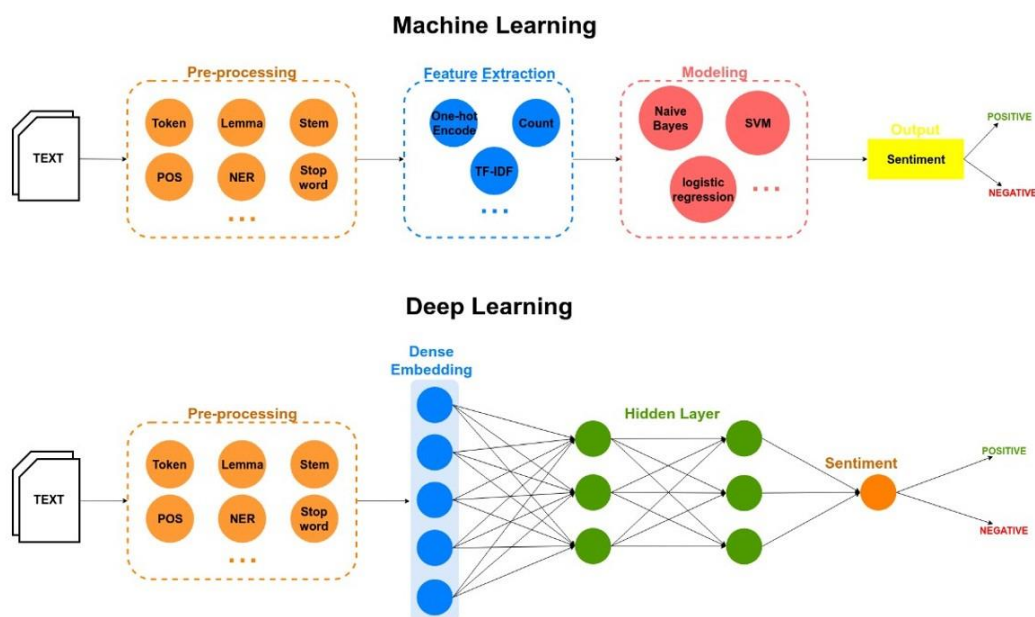 Machine Learning
Pre-processing
Feature Extraction
Modeling
TEXT
Token
Lemma
Stem
POS
NER
Stop
word
...
One-hot
Encode
Count
TF-IDF
...
Naive
Bayes
SVM
logistic
regression
...
Output
Sentiment
POSITIVE
NEGATIVE
Deep Learning
Dense
Embedding
Pre-processing
Hidden Layer
TEXT
Token
Lemma
Stem
POS
NER
Stop
word
...
Sentiment
POSITIVE
NEGATIVE